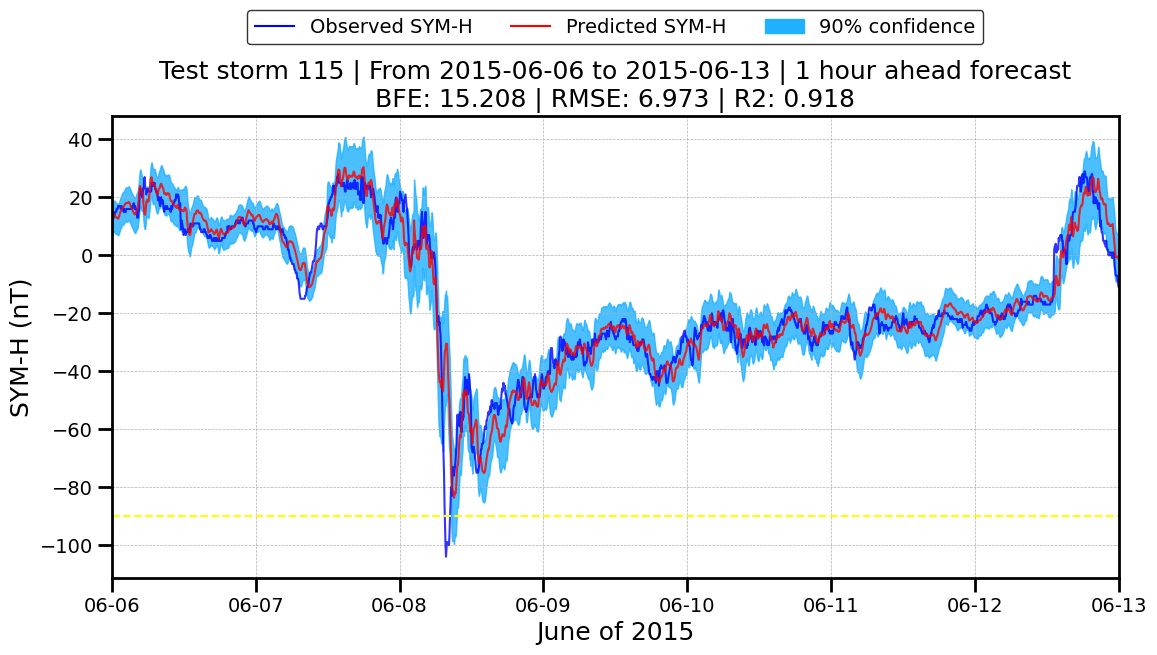 Observed SYM-H Predicted SYM-H 90% confidence
Test storm 115 | From 2015-06-06 to 2015-06-13 | 1 hour ahead forecast
BFE: 15.208 | RMSE: 6.973 | R2: 0.918
SYM-H (nT)
40
20
0
−20
−40
−60
−80
−100
06-06 06-07 06-08 06-09 06-10 06-11 06-12 06-13
June of 2015